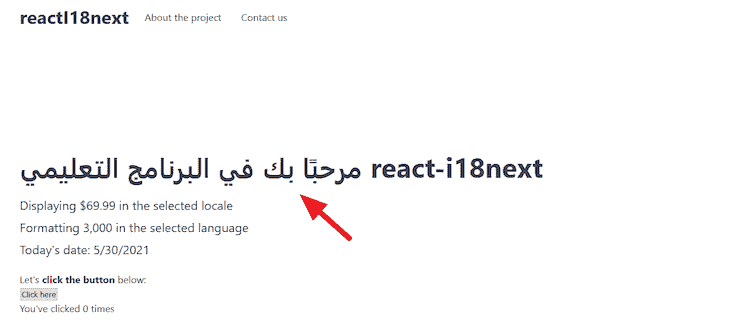 reactI18next About the project Contact us
مرحبًا بك في البرنامج التعليمي react-i18next
Displaying $69.99 in the selected locale
Formatting 3,000 in the selected language
Today's date: 5/30/2021
Let's click the button below:
Click here
You've clicked 0 times